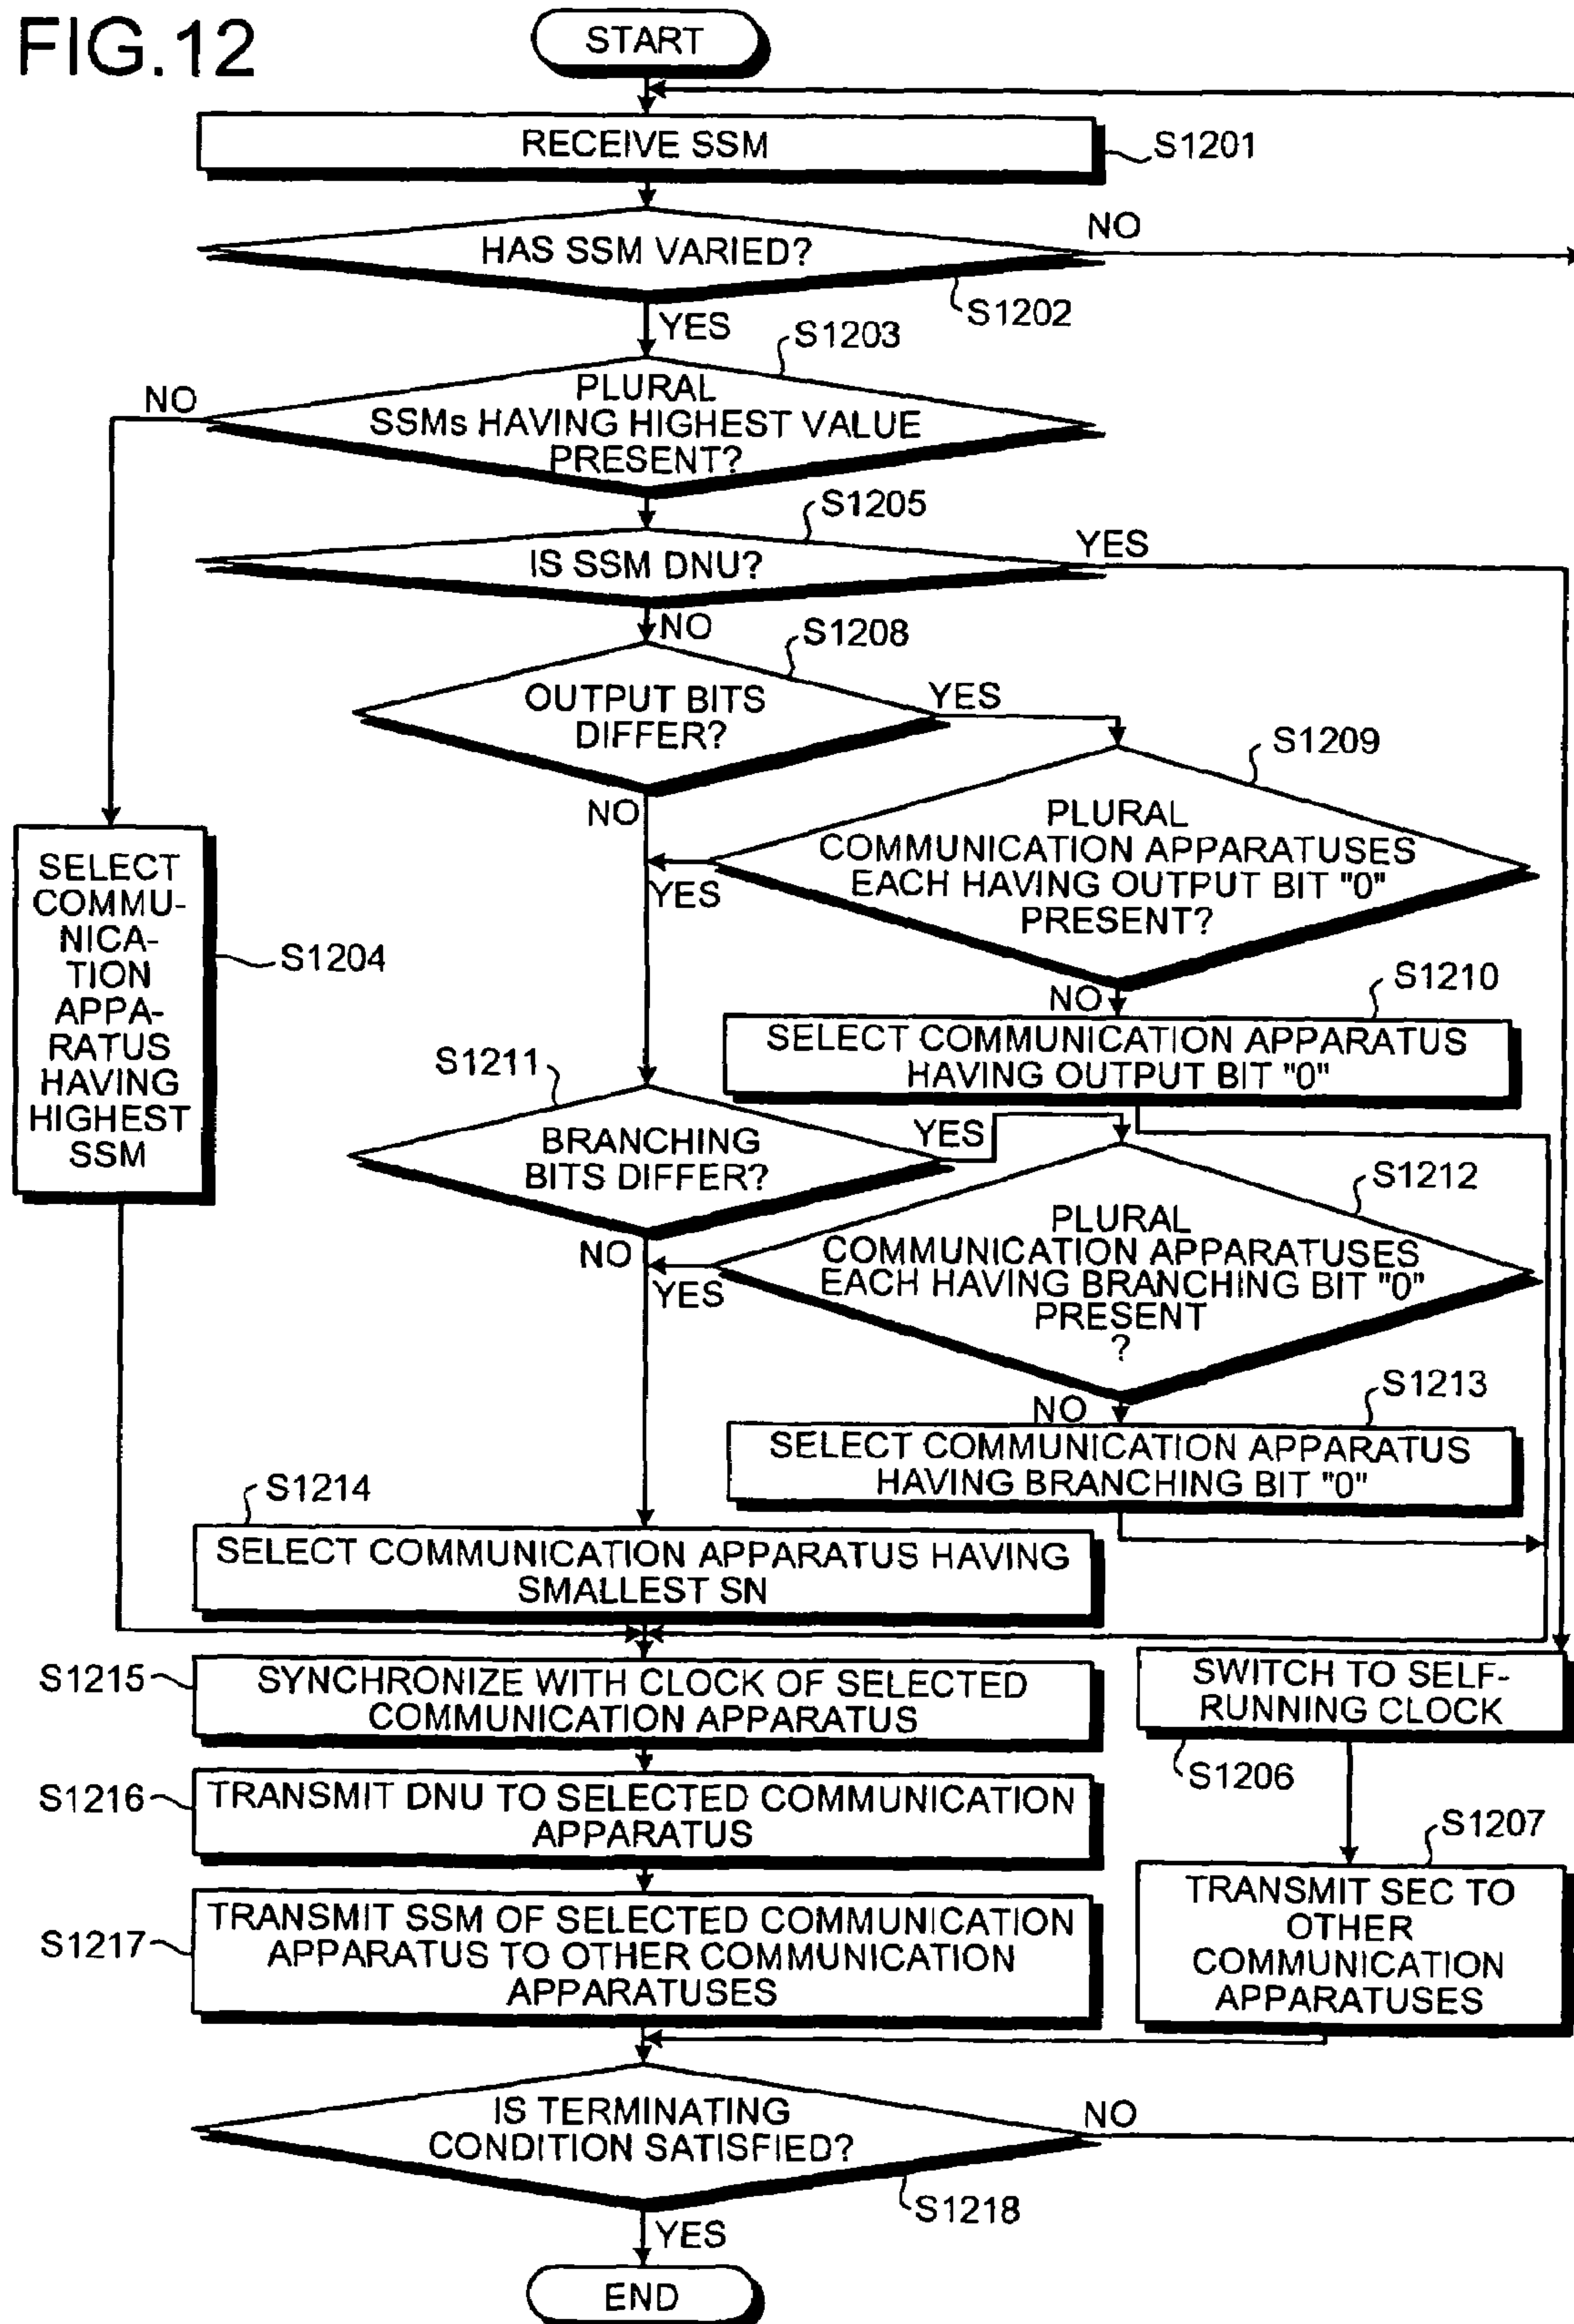 FIG.12
START
RECEIVE SSM
S1201
HAS SSM VARIED?
NO
S1202
YES
S1203
PLURAL
SSMs HAVING HIGHEST VALUE
PRESENT?
NO
S1205
IS SSM DNU?
YES
NO
S1208
OUTPUT BITS
DIFFER?
YES
NO
S1209
PLURAL
COMMUNICATION APPARATUSES
EACH HAVING OUTPUT BIT "0"
PRESENT?
YES
NO
SELECT
COMMU-
NICA-
TION
APPA-
RATUS
HAVING
HIGHEST
SSM
S1204
S1210
SELECT COMMUNICATION APPARATUS
HAVING OUTPUT BIT "0"
S1211
BRANCHING
BITS DIFFER?
YES
NO
S1212
PLURAL
COMMUNICATION APPARATUSES
EACH HAVING BRANCHING BIT "0"
PRESENT
?
YES
NO
S1213
SELECT COMMUNICATION APPARATUS
HAVING BRANCHING BIT "0"
S1214
SELECT COMMUNICATION APPARATUS HAVING
SMALLEST SN
S1215
SYNCHRONIZE WITH CLOCK OF SELECTED
COMMUNICATION APPARATUS
SWITCH TO SELF-
RUNNING CLOCK
S1206
S1216
TRANSMIT DNU TO SELECTED COMMUNICATION
APPARATUS
S1207
TRANSMIT SEC TO
OTHER
COMMUNICATION
APPARATUSES
S1217
TRANSMIT SSM OF SELECTED COMMUNICATION
APPARATUS TO OTHER COMMUNICATION
APPARATUSES
IS TERMINATING
CONDITION SATISFIED?
NO
S1218
YES
END